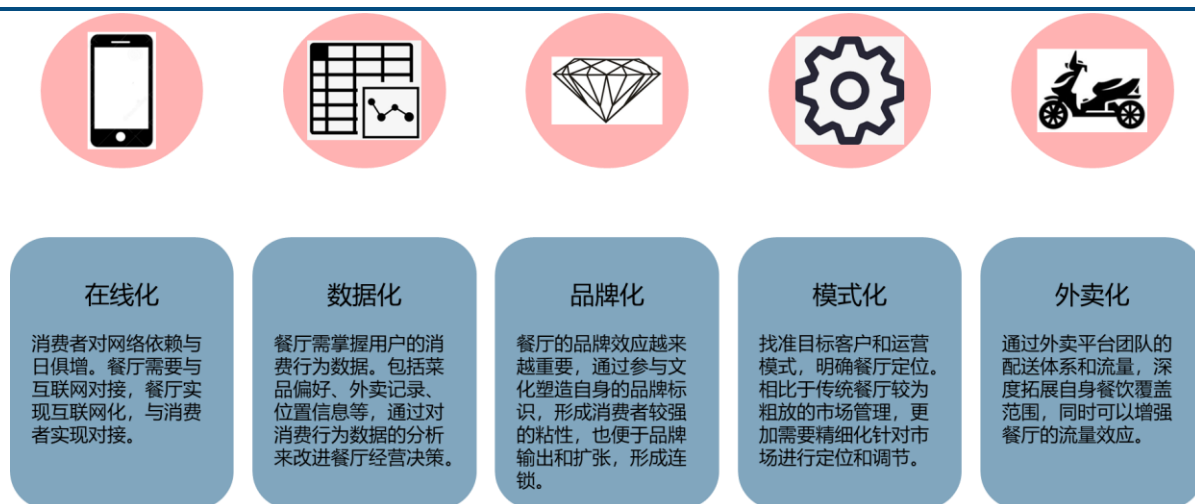 在线化
消费者对网络依赖与
日俱增。餐厅需要与
互联网对接，餐厅实
现互联网化，与消费
者实现对接。
数据化
餐厅需掌握用户的消
费行为数据。包括菜
品偏好、外卖记录、
位置信息等，通过对
消费行为数据的分析
来改进餐厅经营决策。
品牌化
餐厅的品牌效应越来
越重要，通过参与文
化塑造自身的品牌标
识，形成消费者较强
的粘性，也便于品牌
输出和扩张，形成连
锁。
模式化
找准目标客户和运营
模式，明确餐厅定位。
相比于传统餐厅较为
粗放的市场管理，更
加需要精细化针对市
场进行定位和调节。
外卖化
通过外卖平台团队的
配送体系和流量，深
度拓展自身餐饮覆盖
范围，同时可以增强
餐厅的流量效应。